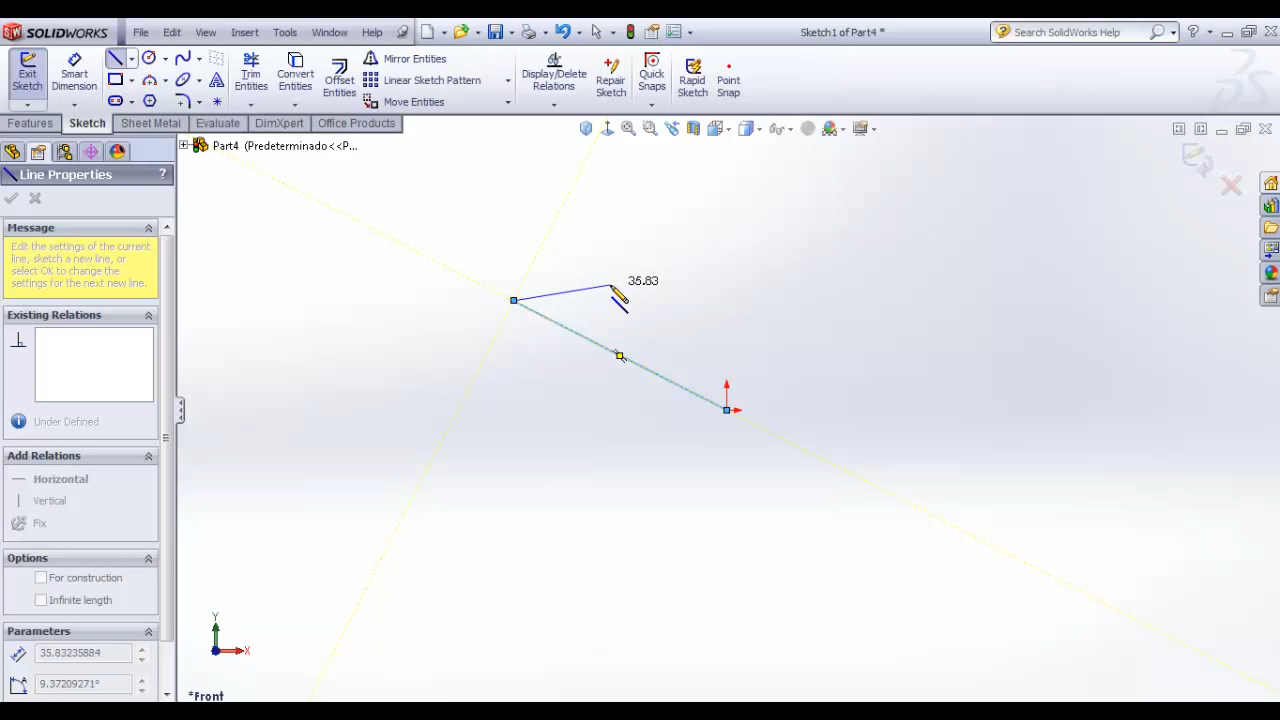 SOLIDWORKS File Edit View Insert Tools Window Help Sketch1 of Part4 * Search SolidWorks Help
Exit Sketch Smart Dimension Trim Entities Convert Entities Offset Entities Mirror Entities Linear Sketch Pattern Move Entities Display/Delete Relations Repair Sketch Quick Snaps Rapid Sketch Point Snap
Features Sketch Sheet Metal Evaluate DimXpert Office Products
Part4 (Predeterminado<<P...
Line Properties ?
Message
Edit the settings of the current
line, sketch a new line, or
select OK to change the
settings for the next new line.
35.83
Existing Relations
Under Defined
Add Relations
Horizontal
Vertical
Fix
Options
For construction
Infinite length
Parameters
35.83235884
9.37209271°
Y
X
*Front